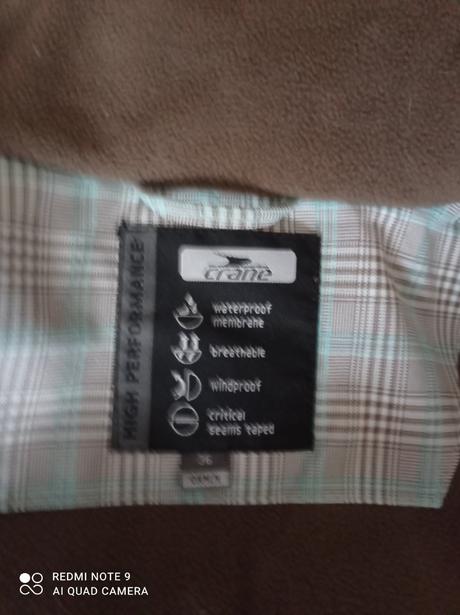 HIGH PERFORMANCE
crane
waterproof
membrane
breathable
windproof
critical
seams taped
36
REDMI NOTE 9
AI QUAD CAMERA